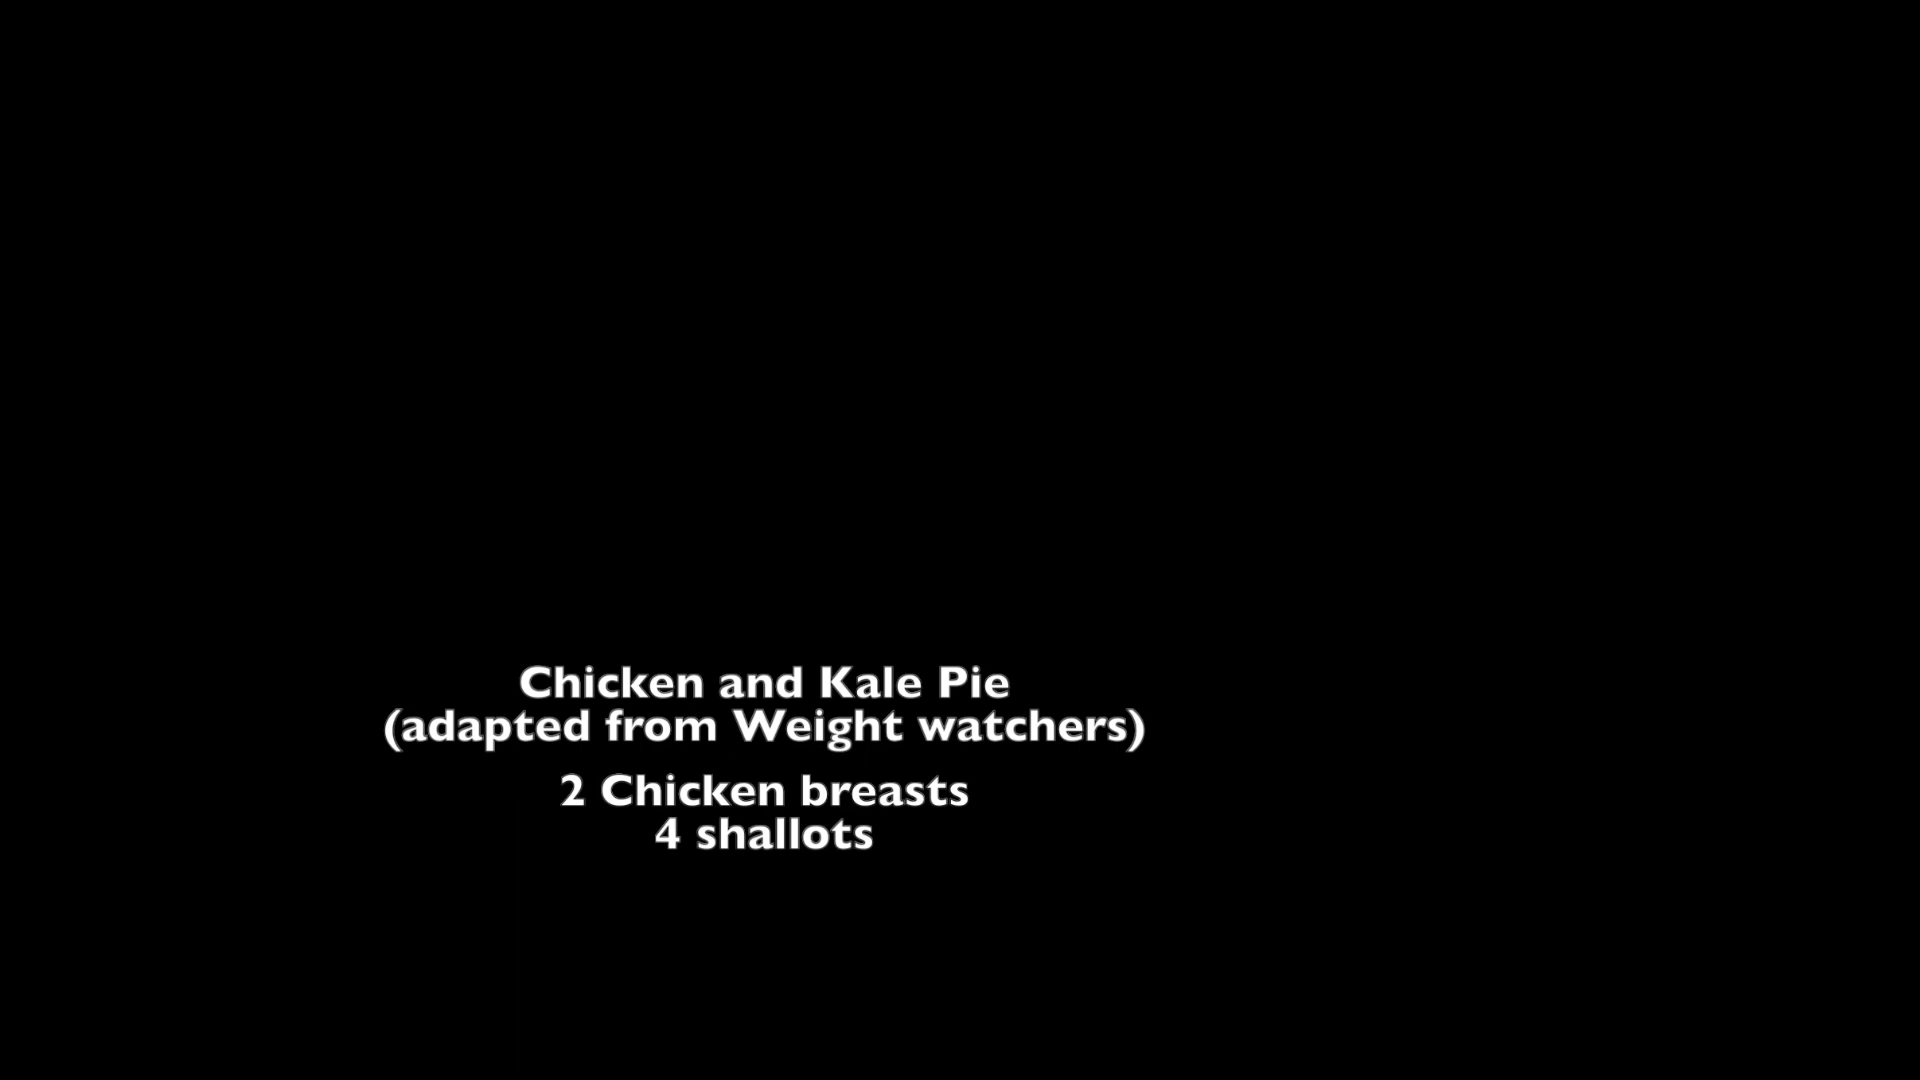 Chicken and Kale Pie
(adapted from Weight watchers)
2 Chicken breasts
4 shallots